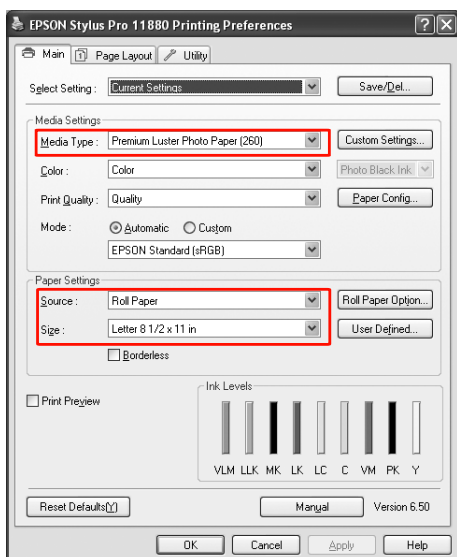 EPSON Stylus Pro 11880 Printing Preferences
Main Page Layout Utility
Select Setting : Current Settings Save/Del...
Media Settings
Media Type : Premium Luster Photo Paper (260) Custom Settings...
Color : Color Photo Black Ink
Print Quality : Quality Paper Config...
Mode : Automatic Custom
EPSON Standard (sRGB)
Paper Settings
Source : Roll Paper Roll Paper Option...
Size : Letter 8 1/2 x 11 in User Defined...
Borderless
Print Preview
Ink Levels
VLM LLK MK LK LC C VM PK Y
Reset Defaults(Y) Manual Version 6.50
OK Cancel Apply Help